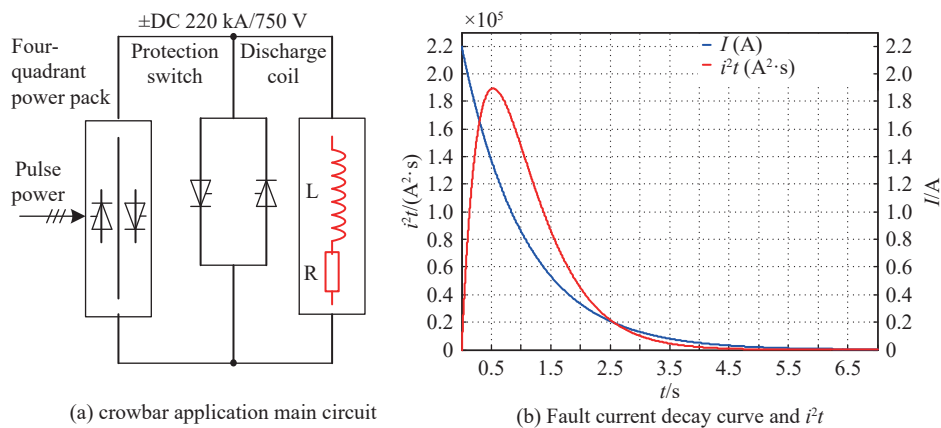 ±DC 220 kA/750 V
Four-
quadrant
power pack
Protection
switch
Discharge
coil
Pulse
power
L
R
(a) crowbar application main circuit
×10⁵
I (A)
i²t (A²·s)
i²t/(A²·s)
2.2
2.0
1.8
1.6
1.4
1.2
1.0
0.8
0.6
0.4
0.2
0
2.2
2.0
1.8
1.6
1.4
1.2
1.0
0.8
0.6
0.4
0.2
0
I/A
0.5 1.5 2.5 3.5 4.5 5.5 6.5
t/s
(b) Fault current decay curve and i²t